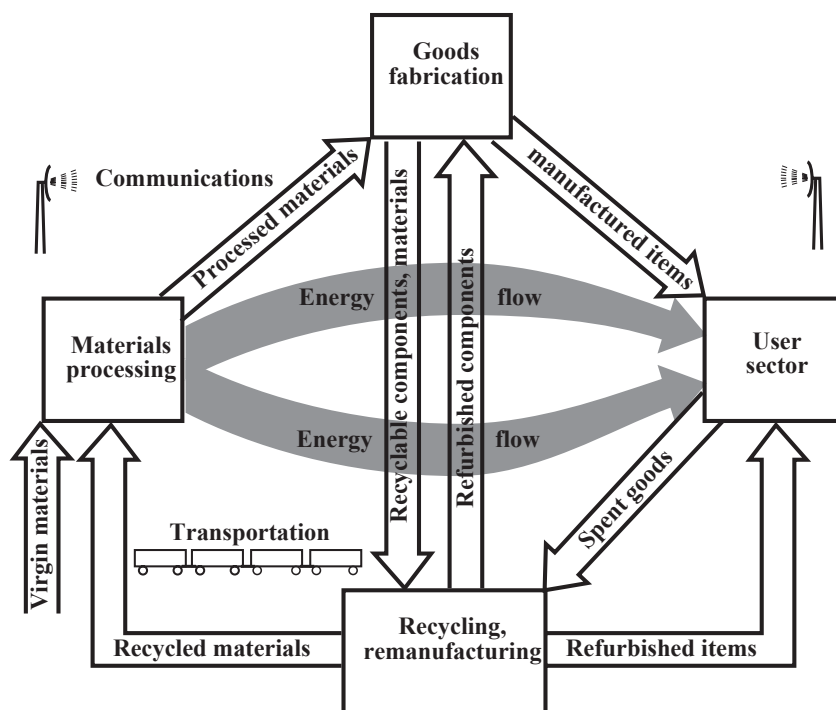 Goods
fabrication
Communications
Processed materials
manufactured items
Recyclable components, materials
Refurbished components
Energy flow
Materials
processing
User
sector
Energy flow
Virgin materials
Transportation
Spent goods
Recycled materials
Recycling,
remanufacturing
Refurbished items